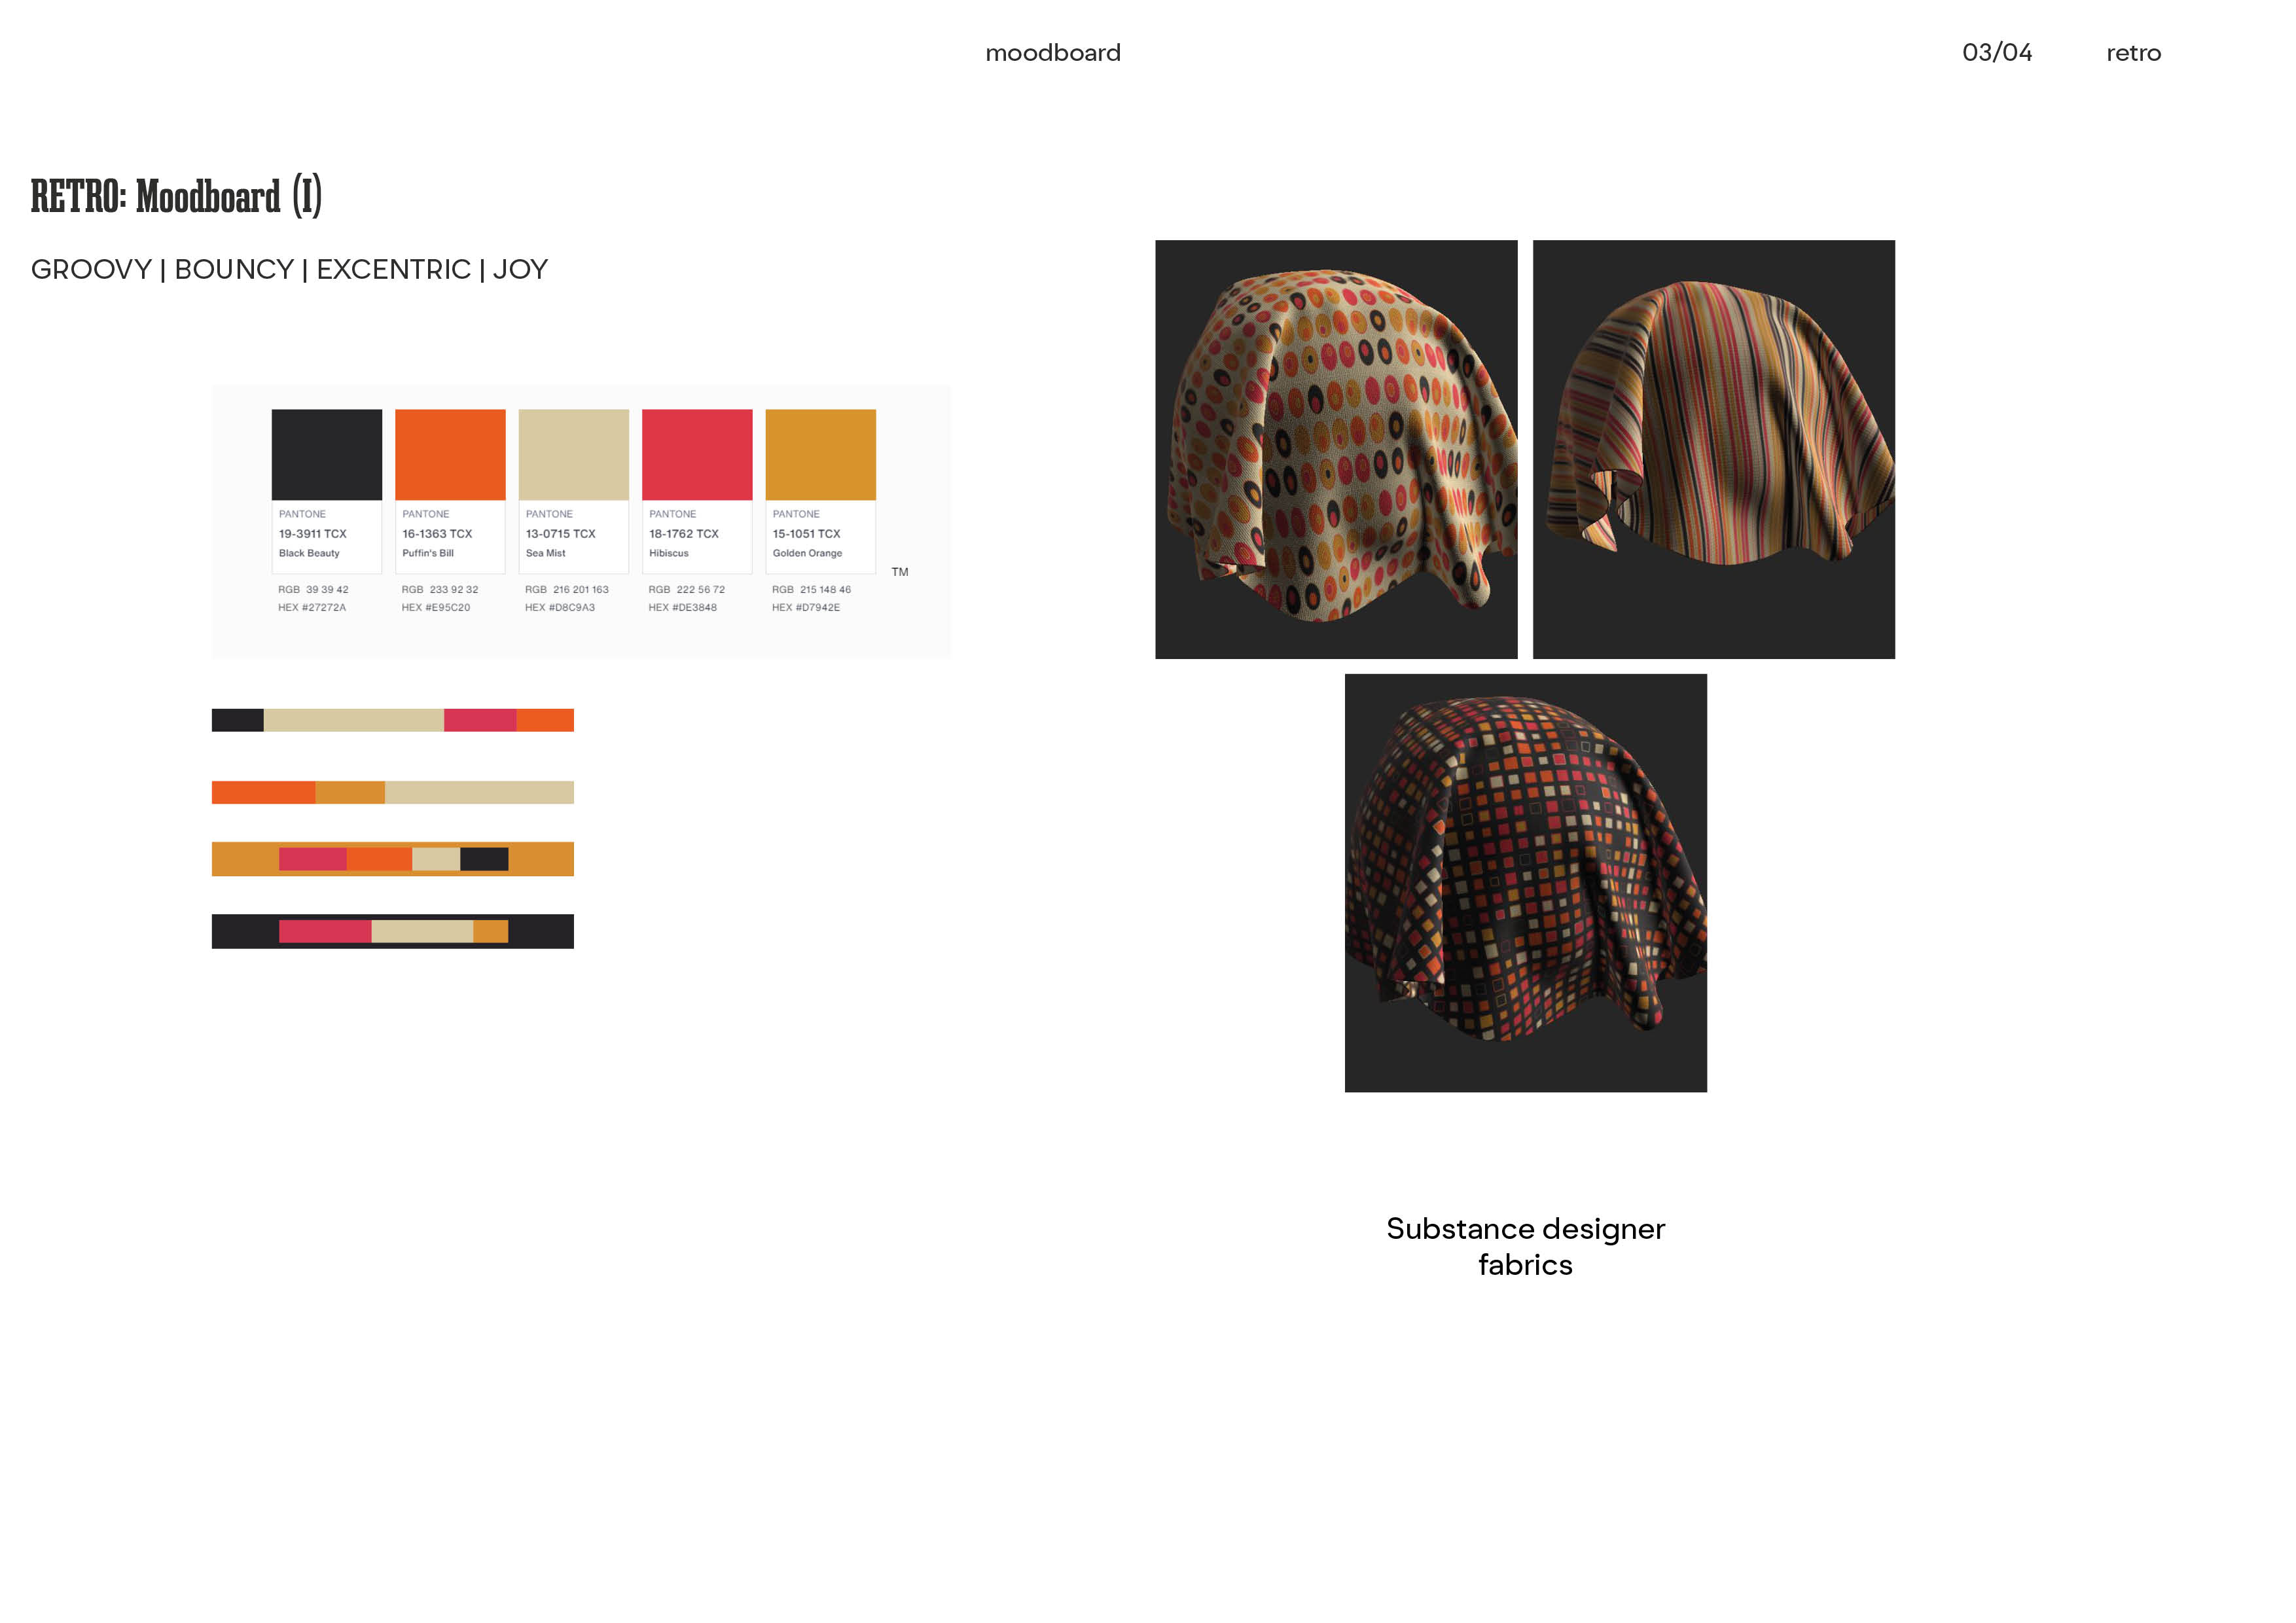 moodboard
03/04
retro
RETRO: Moodboard (I)
GROOVY | BOUNCY | EXCENTRIC | JOY
PANTONE
19-3911 TCX
Black Beauty
RGB 39 39 42
HEX #27272A
PANTONE
16-1363 TCX
Puffin's Bill
RGB 233 92 32
HEX #E95C20
PANTONE
13-0715 TCX
Sea Mist
RGB 216 201 163
HEX #D8C9A3
PANTONE
18-1762 TCX
Hibiscus
RGB 222 56 72
HEX #DE3848
PANTONE
15-1051 TCX
Golden Orange
RGB 215 148 46
HEX #D7942E
TM
Substance designer
fabrics